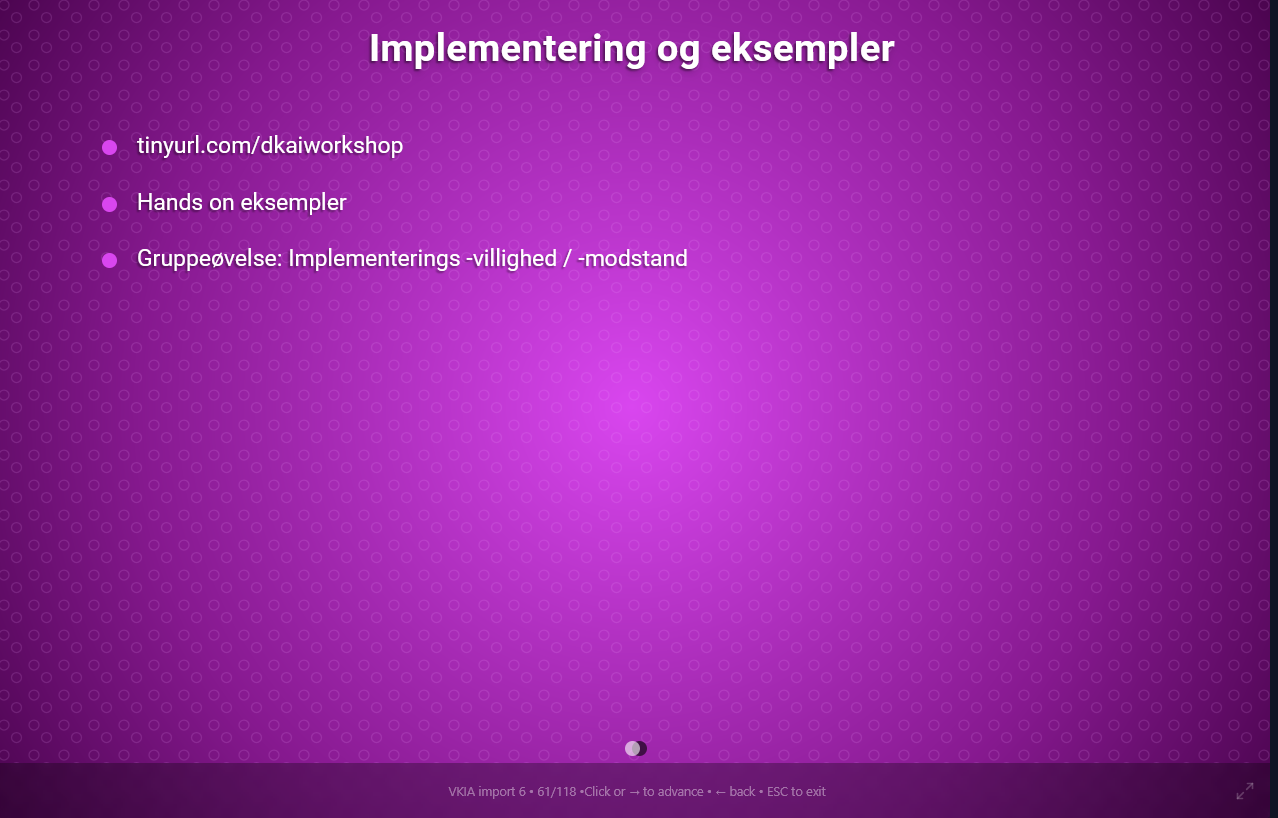 Implementering og eksempler
tinyurl.com/dkaiworkshop
Hands on eksempler
Gruppeøvelse: Implementerings -villighed / -modstand
VKIA import 6 • 61/118 •Click or → to advance • ← back • ESC to exit